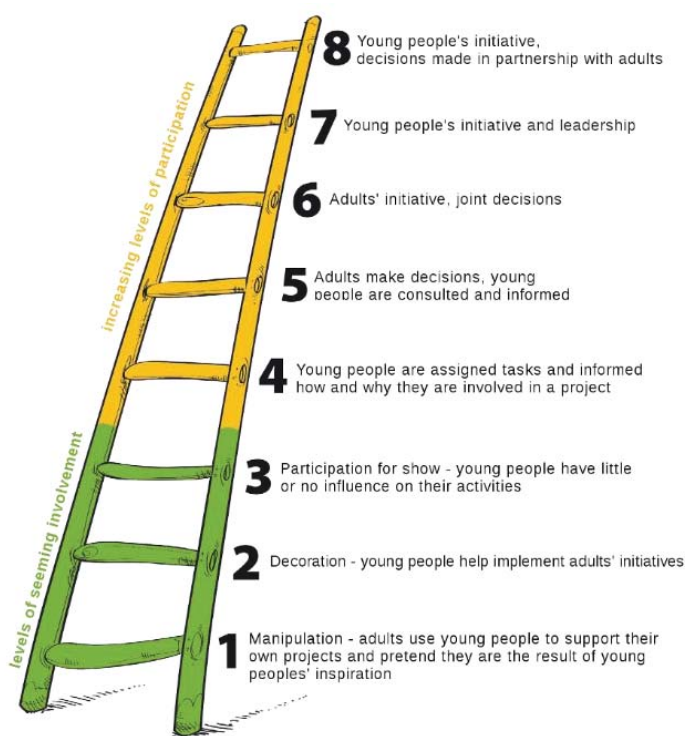 8 Young people's initiative,
decisions made in partnership with adults
7 Young people's initiative and leadership
6 Adults' initiative, joint decisions
5 Adults make decisions, young
people are consulted and informed
4 Young people are assigned tasks and informed
how and why they are involved in a project
3 Participation for show - young people have little
or no influence on their activities
2 Decoration - young people help implement adults' initiatives
1 Manipulation - adults use young people to support their
own projects and pretend they are the result of young
peoples' inspiration
increasing levels of participation
levels of seeming involvement